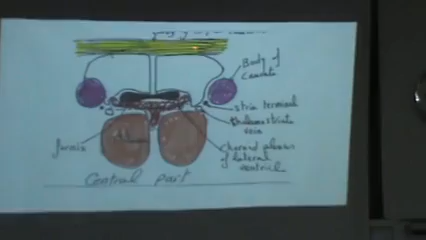 Body of
Caudate
stria terminal
thalamostriate
vein
choroid plexus
of lateral
ventricle
fornix
Central part